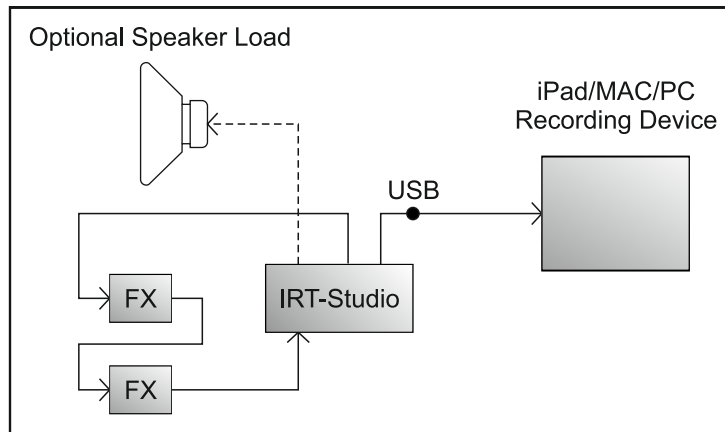 Optional Speaker Load
iPad/MAC/PC
Recording Device
USB
FX
IRT-Studio
FX